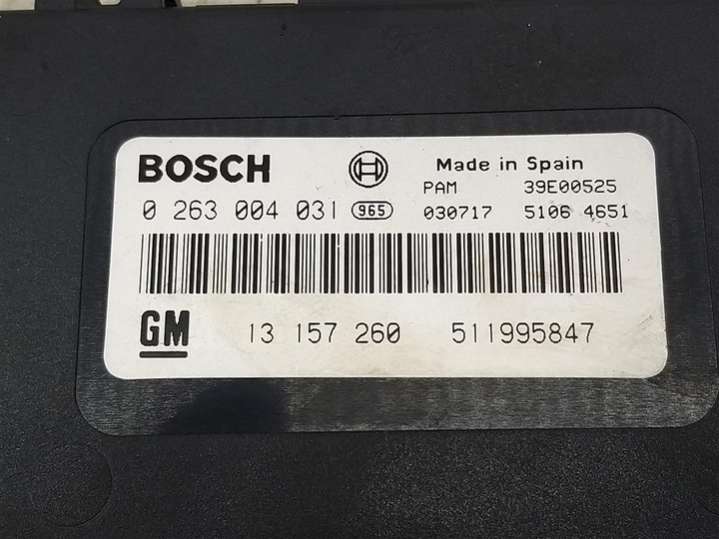 BOSCH Made in Spain
PAM 39E00525
0 263 004 031 965 030717 5106 4651
GM 13 157 260 511995847